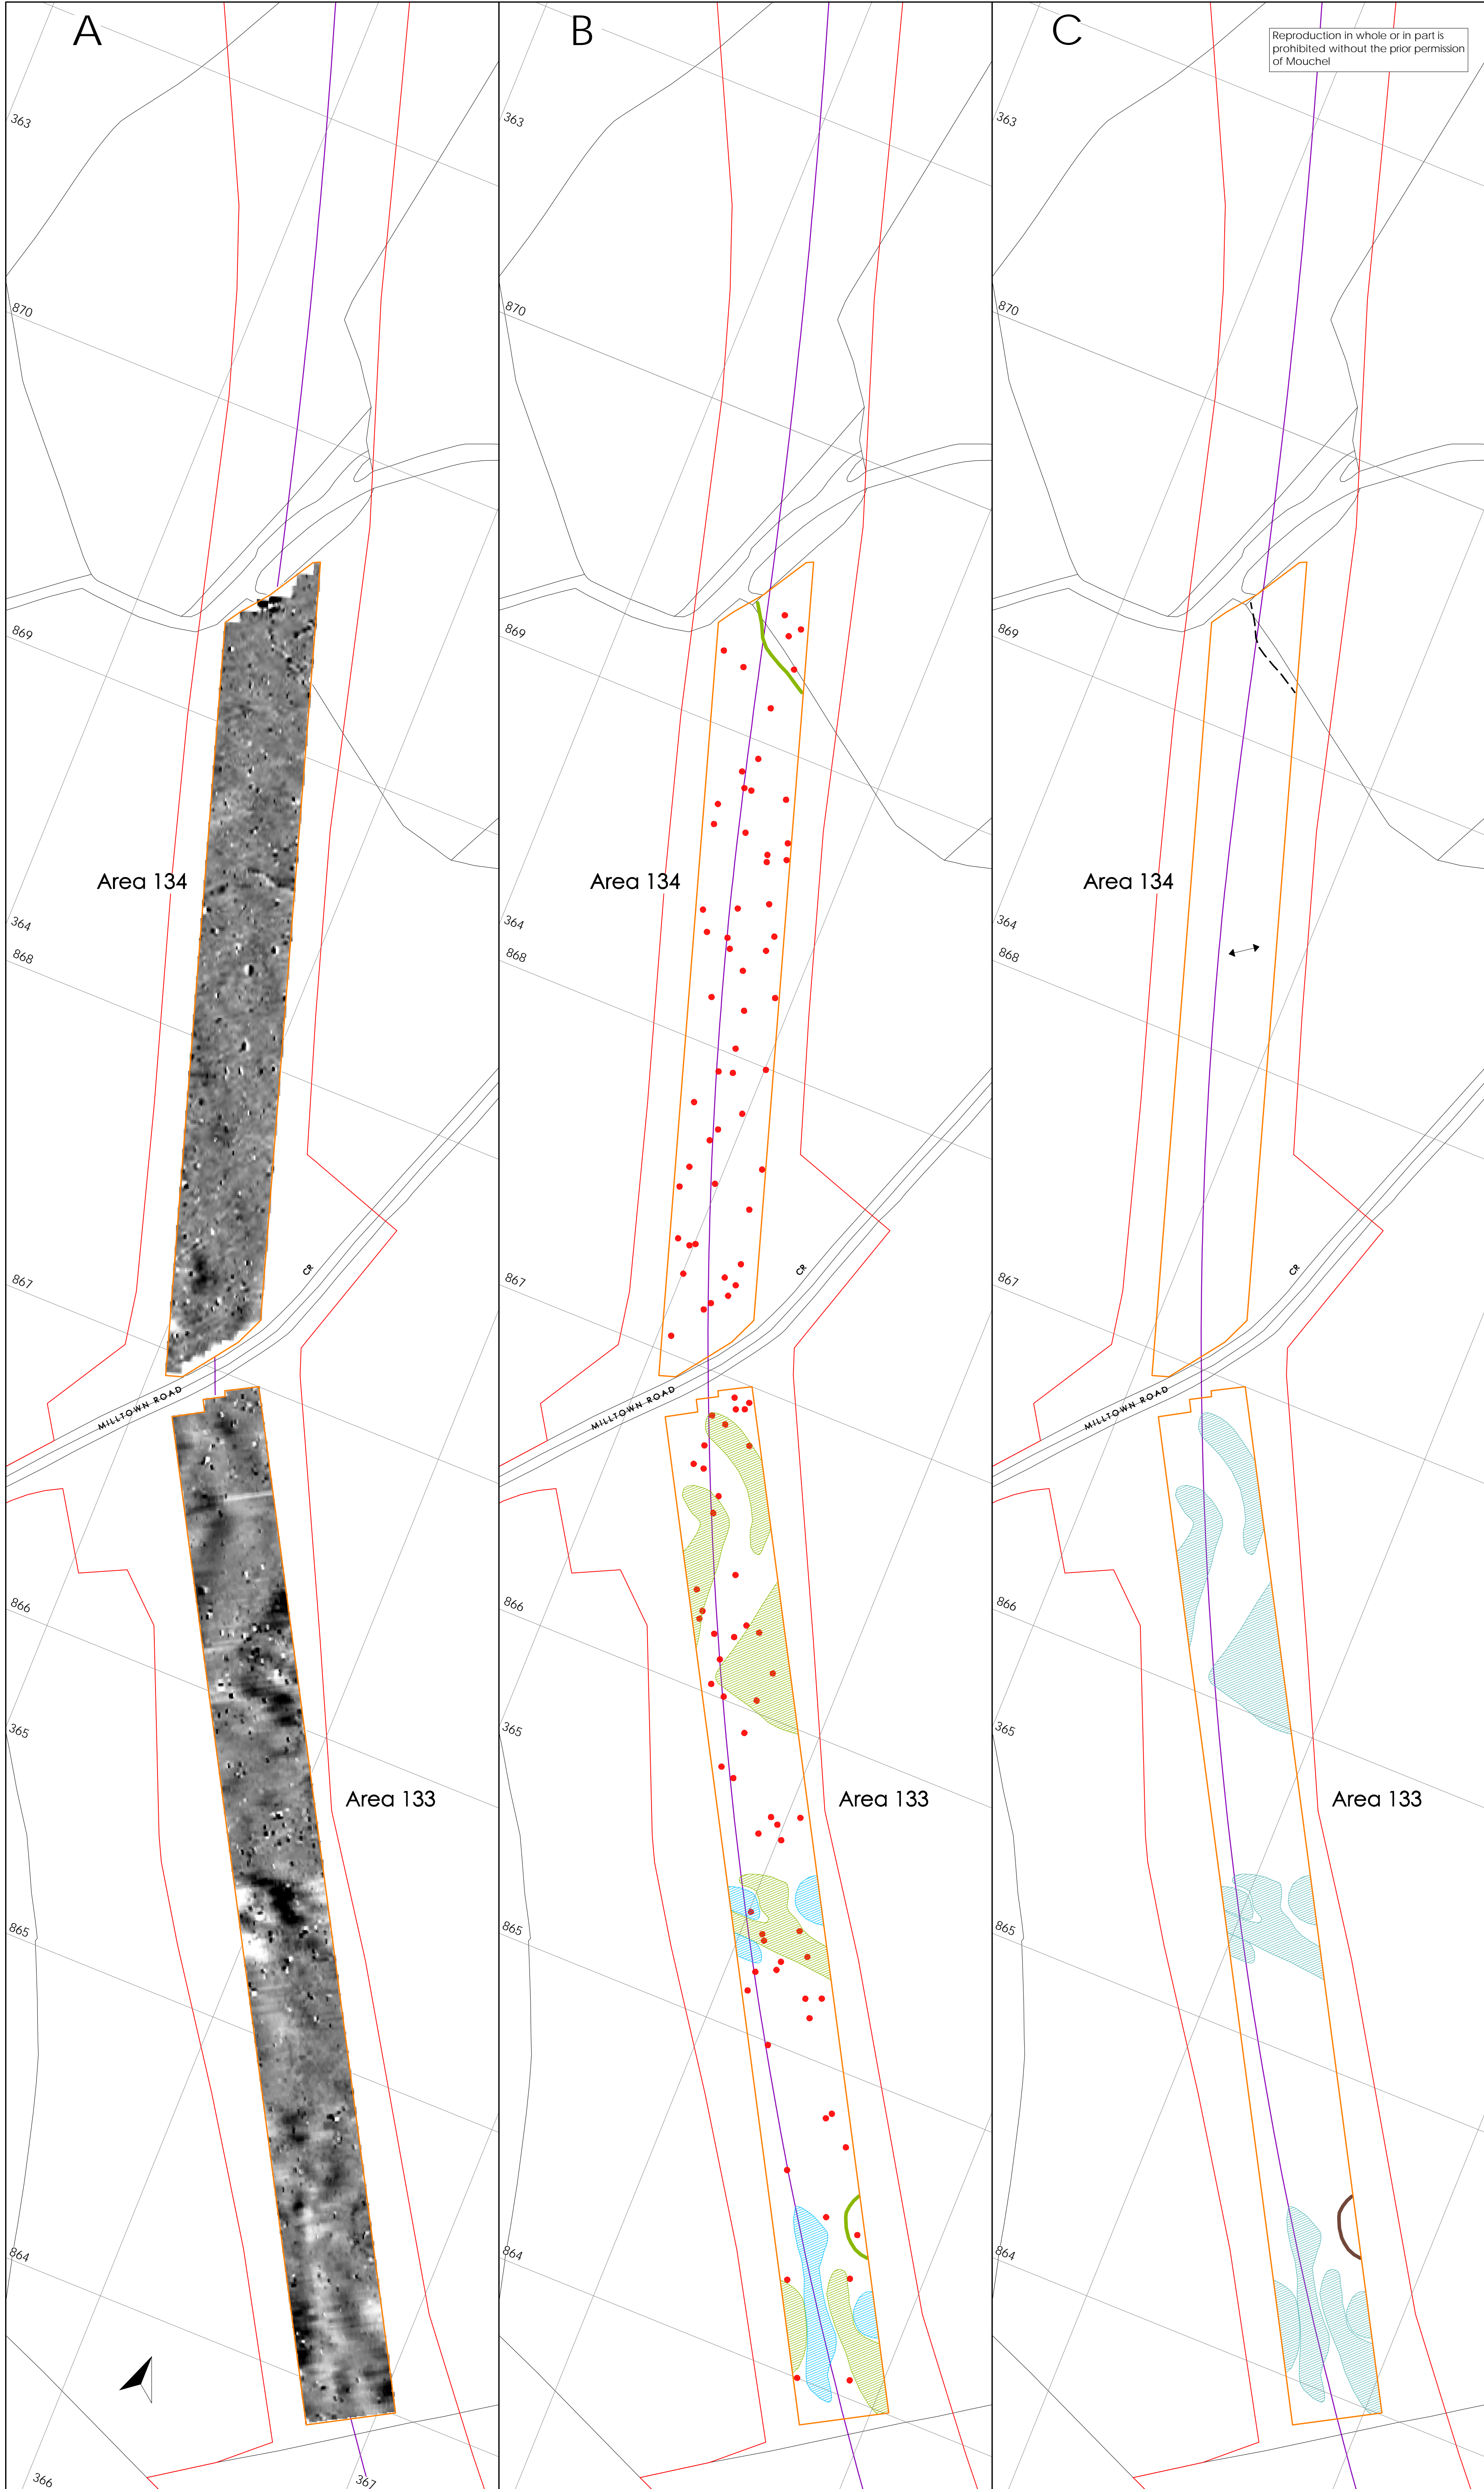 A
B
C
Reproduction in whole or in part is
prohibited without the prior permission
of Mouchel
363
363
363
870
870
870
869
869
869
Area 134
Area 134
Area 134
364
364
364
868
868
868
CR
CR
CR
867
867
867
MILLTOWN ROAD
MILLTOWN ROAD
MILLTOWN ROAD
866
866
866
365
365
365
Area 133
Area 133
Area 133
865
865
865
864
864
864
366
367